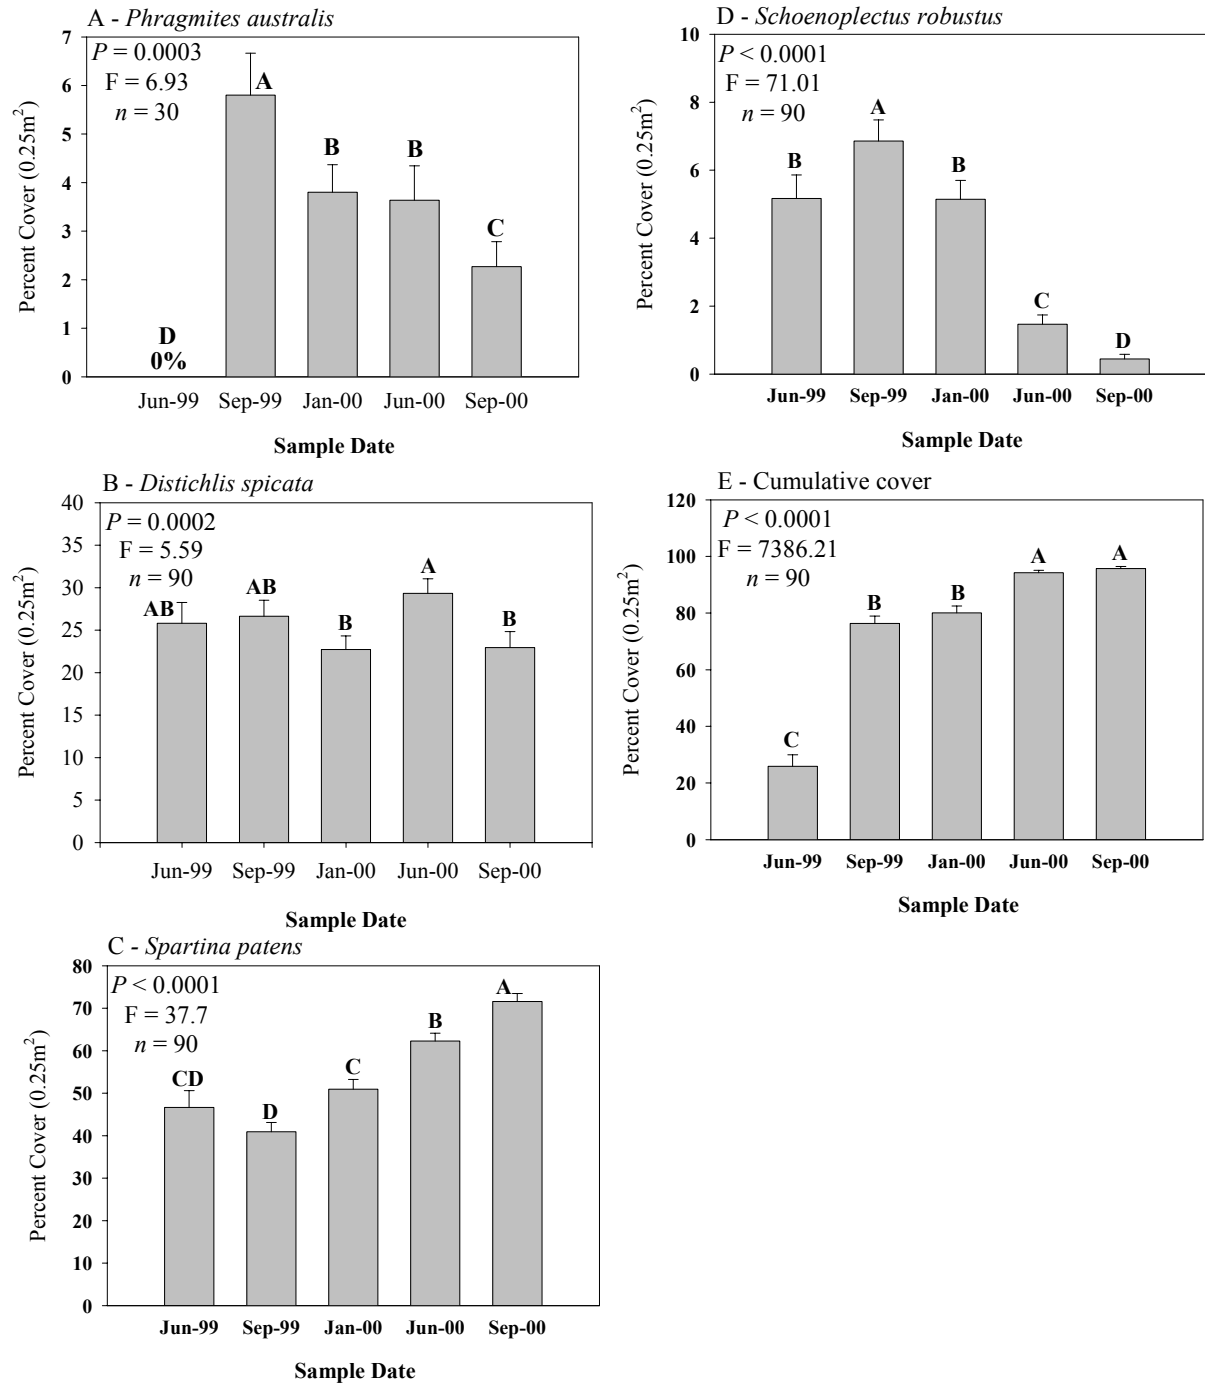 A - Phragmites australis
P = 0.0003
F = 6.93
n = 30
Percent Cover (0.25m²)
7
6
5
4
3
2
1
0
D
0%
A
B
B
C
Jun-99 Sep-99 Jan-00 Jun-00 Sep-00
Sample Date
B - Distichlis spicata
P = 0.0002
F = 5.59
n = 90
Percent Cover (0.25m²)
40
35
30
25
20
15
10
5
0
AB
AB
B
A
B
Jun-99 Sep-99 Jan-00 Jun-00 Sep-00
Sample Date
C - Spartina patens
P < 0.0001
F = 37.7
n = 90
Percent Cover (0.25m²)
80
70
60
50
40
30
20
10
0
CD
D
C
B
A
Jun-99 Sep-99 Jan-00 Jun-00 Sep-00
Sample Date
D - Schoenoplectus robustus
P < 0.0001
F = 71.01
n = 90
Percent Cover (0.25m²)
10
8
6
4
2
0
B
A
B
C
D
Jun-99 Sep-99 Jan-00 Jun-00 Sep-00
Sample Date
E - Cumulative cover
P < 0.0001
F = 7386.21
n = 90
Percent Cover (0.25m²)
120
100
80
60
40
20
0
C
B
B
A
A
Jun-99 Sep-99 Jan-00 Jun-00 Sep-00
Sample Date